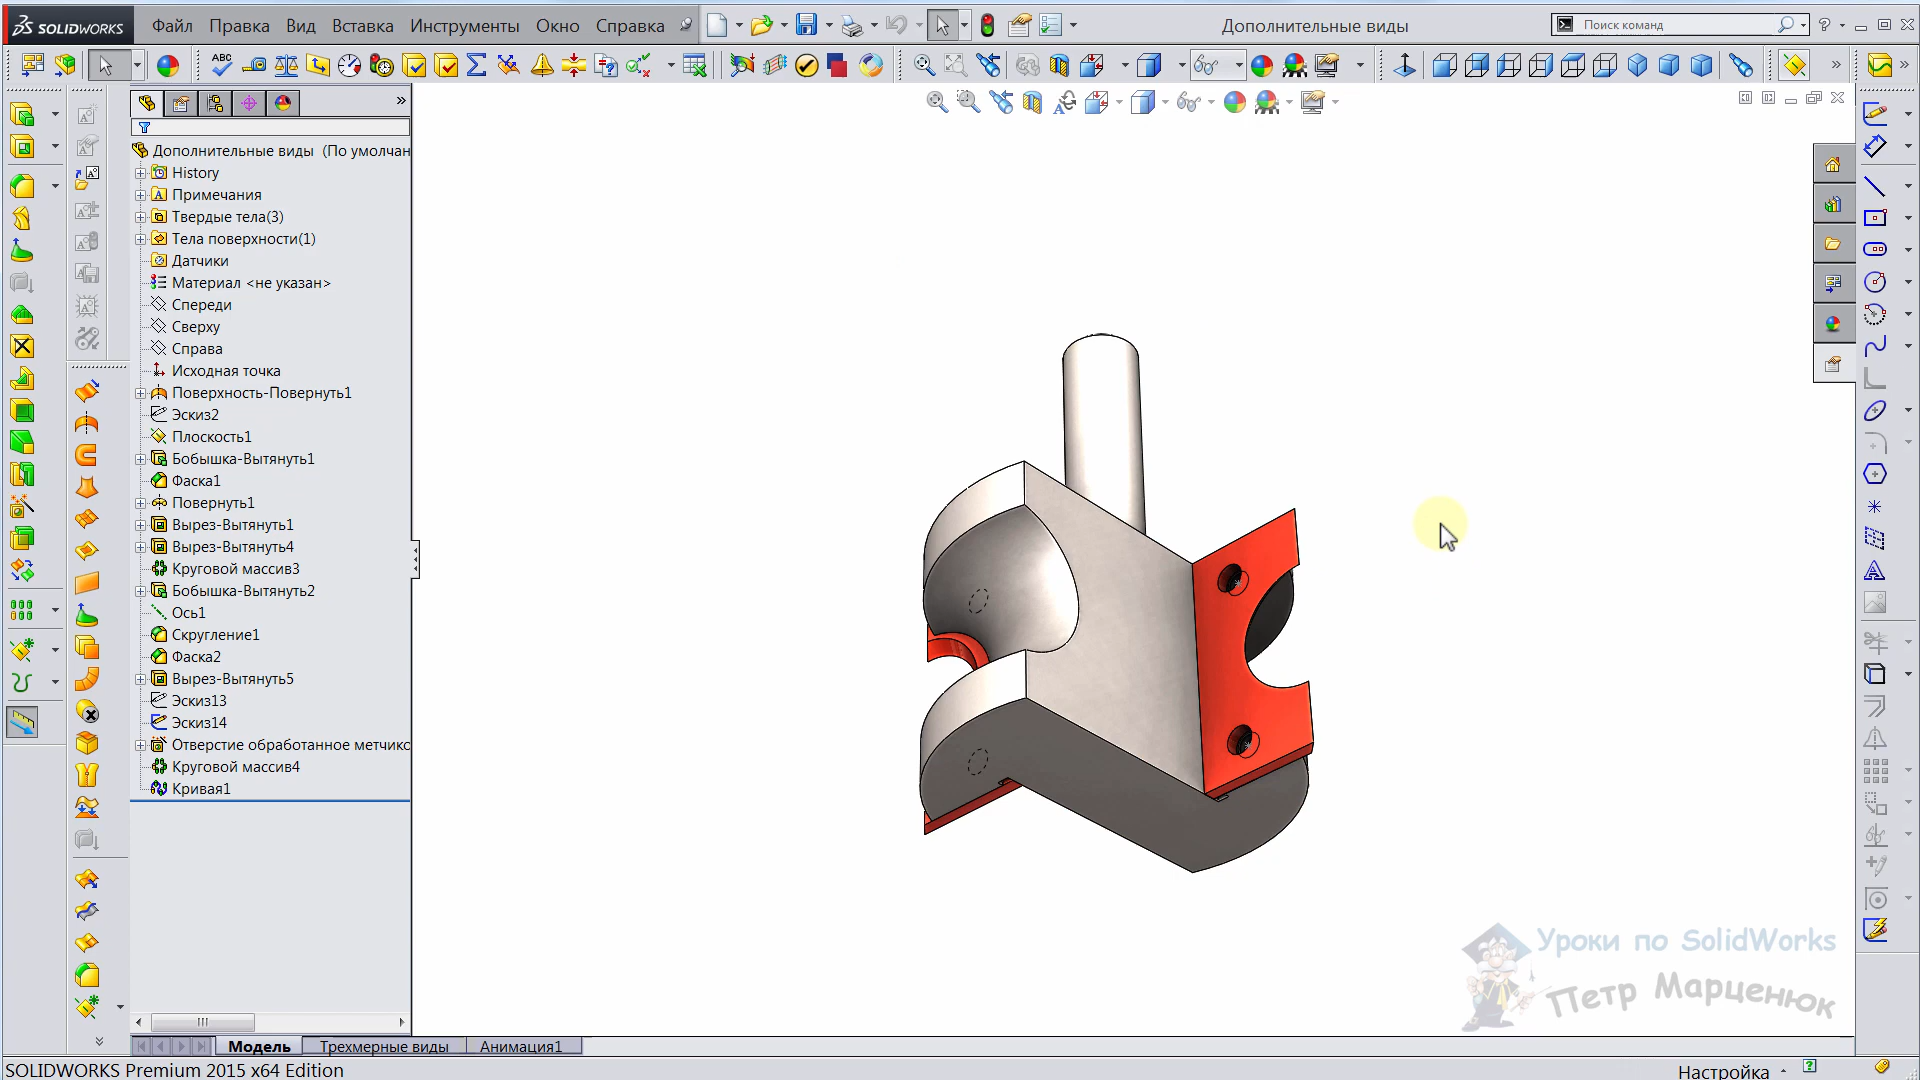 SOLIDWORKS
Файл
Правка
Вид
Вставка
Инструменты
Окно
Справка
Дополнительные виды
Поиск команд
Дополнительные виды (По умолчан
History
Примечания
Твердые тела(3)
Тела поверхности(1)
Датчики
Материал <не указан>
Спереди
Сверху
Справа
Исходная точка
Поверхность-Повернуть1
Эскиз2
Плоскость1
Бобышка-Вытянуть1
Фаска1
Повернуть1
Вырез-Вытянуть1
Вырез-Вытянуть4
Круговой массив3
Бобышка-Вытянуть2
Ось1
Скругление1
Фаска2
Вырез-Вытянуть5
Эскиз13
Эскиз14
Отверстие обработанное метчико
Круговой массив4
Кривая1
Уроки по SolidWorks
Петр Марценюк
Модель
Трехмерные виды
Анимация1
SOLIDWORKS Premium 2015 x64 Edition
Настройка